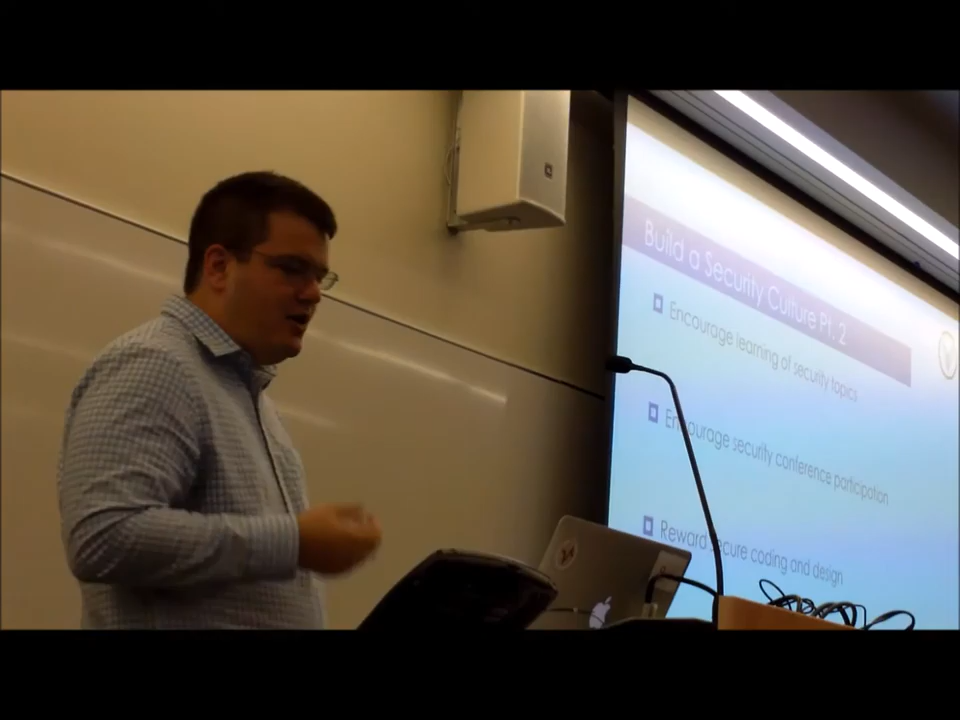 Build a Security Culture Pt. 2
Encourage learning of security topics
Encourage security conference participation
Reward secure coding and design